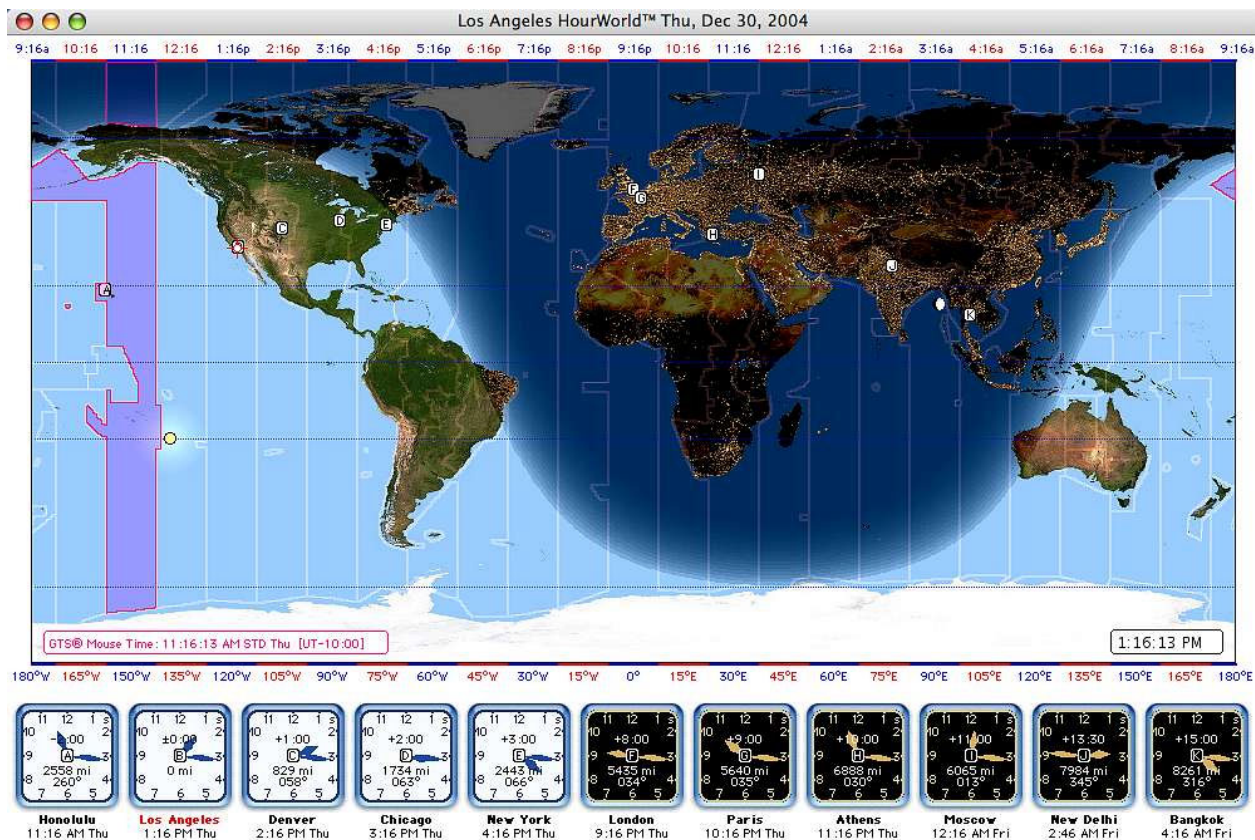 Los Angeles HourWorld™ Thu, Dec 30, 2004
9:16a 10:16 11:16 12:16 1:16p 2:16p 3:16p 4:16p 5:16p 6:16p 7:16p 8:16p 9:16p 10:16 11:16 12:16 1:16a 2:16a 3:16a 4:16a 5:16a 6:16a 7:16a 8:16a 9:16a
I
F
G
C D E
H
J
A
K
GTS® Mouse Time: 11:16:13 AM STD Thu [UT-10:00]
1:16:13 PM
180°W 165°W 150°W 135°W 120°W 105°W 90°W 75°W 60°W 45°W 30°W 15°W 0° 15°E 30°E 45°E 60°E 75°E 90°E 105°E 120°E 135°E 150°E 165°E 180°E
±0:00 +1:00 +2:00 +3:00 +8:00 +9:00 +13:30 +15:00
A B C D E F G H I J K
2558 mi 0 mi 829 mi 1734 mi 2443 mi 5435 mi 5640 mi 6888 mi 6065 mi 7984 mi 8261 mi
260° 058° 063° 066° 034° 035° 030° 013° 345° 316°
Honolulu Los Angeles Denver Chicago New York London Paris Athens Moscow New Delhi Bangkok
11:16 AM Thu 1:16 PM Thu 2:16 PM Thu 3:16 PM Thu 4:16 PM Thu 9:16 PM Thu 10:16 PM Thu 11:16 PM Thu 12:16 AM Fri 2:46 AM Fri 4:16 AM Fri